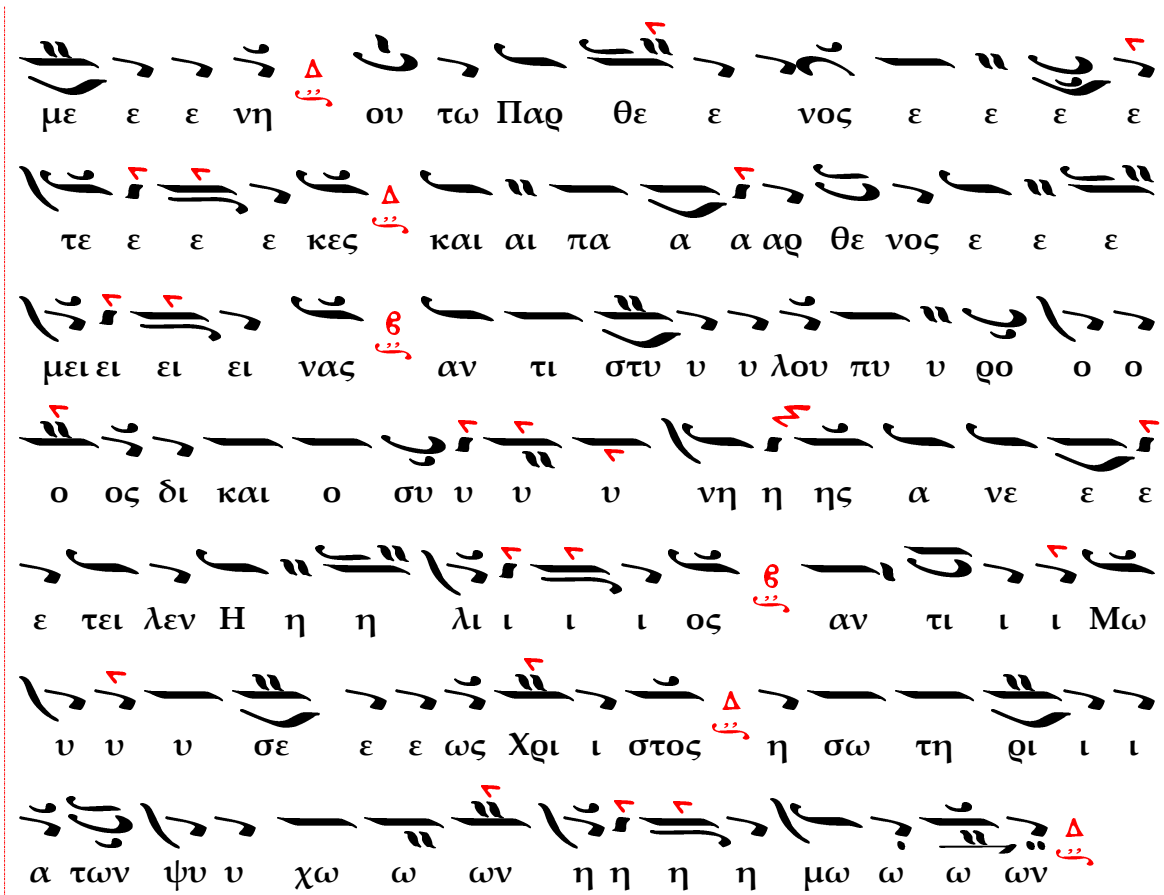 με ε ε νη Δ ου τω Παρ θε ε νος ε ε ε ε
τε ε ε ε κες Δ και αι πα α α αρ θε νος ε ε ε
μει ει ει ει νας αν τι στυ υ υ λου πυ υ ρο ο ο
ο ος δι και ο συ υ υ υ νη η ης α νε ε ε
ε τει λεν Η η η λι ι ι ι ος αν τι ι ι Μω
υ υ υ σε ε ε ως Χρι ι στος Δ η σω τη ρι ι ι
α των ψυ υ χω ω ων η η η η μω ω ω ων Δ